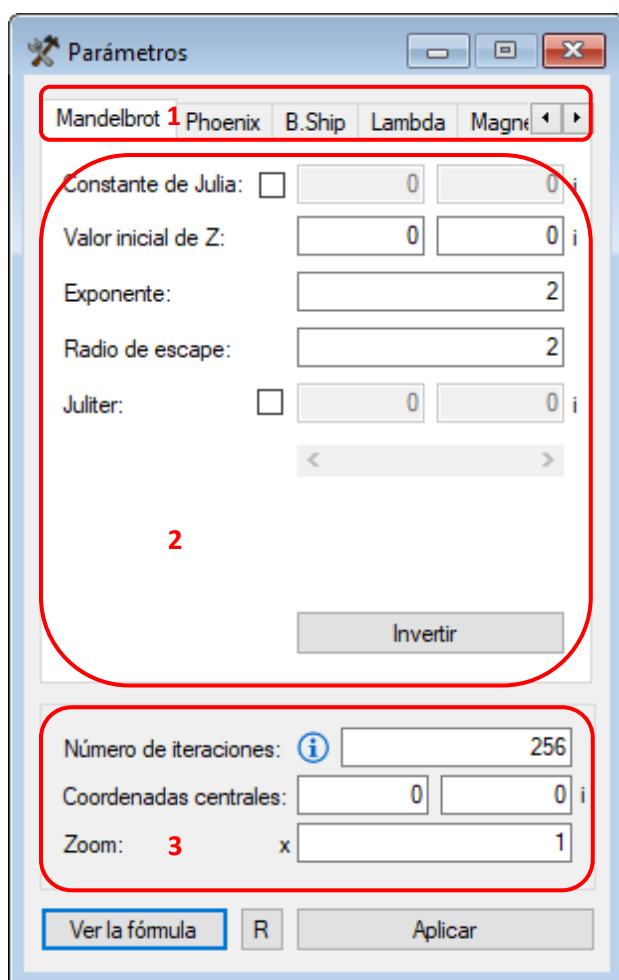 Parámetros
Mandelbrot 1 Phoenix B.Ship Lambda Magne
Constante de Julia: 0 0 i
Valor inicial de Z: 0 0 i
Exponente: 2
Radio de escape: 2
Juliter: 0 0 i
< >
2
Invertir
Número de iteraciones: i 256
Coordenadas centrales: 0 0 i
Zoom: 3 x 1
Ver la fórmula R Aplicar